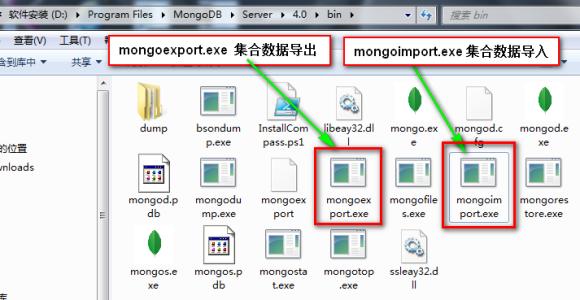 软件安装 (D:) ▸ Program Files ▸ MongoDB ▸ Server ▸ 4.0 ▸ bin ▸ 搜索 bin
查看(V) 工具(T)
含到库中 ▾ 共享 ▾
mongoexport.exe 集合数据导出 mongoimport.exe 集合数据导入
的位置
wnloads
库
dump bsondump.exe InstallCompass.ps1 libeay32.dll mongo.exe mongod.cfg mongod.exe
mongod.pdb mongodump.exe mongoexport mongoexport.exe mongofiles.exe mongoimport.exe mongorestore.exe
mongos.exe mongos.pdb mongostat.exe mongotop.exe ssleay32.dll